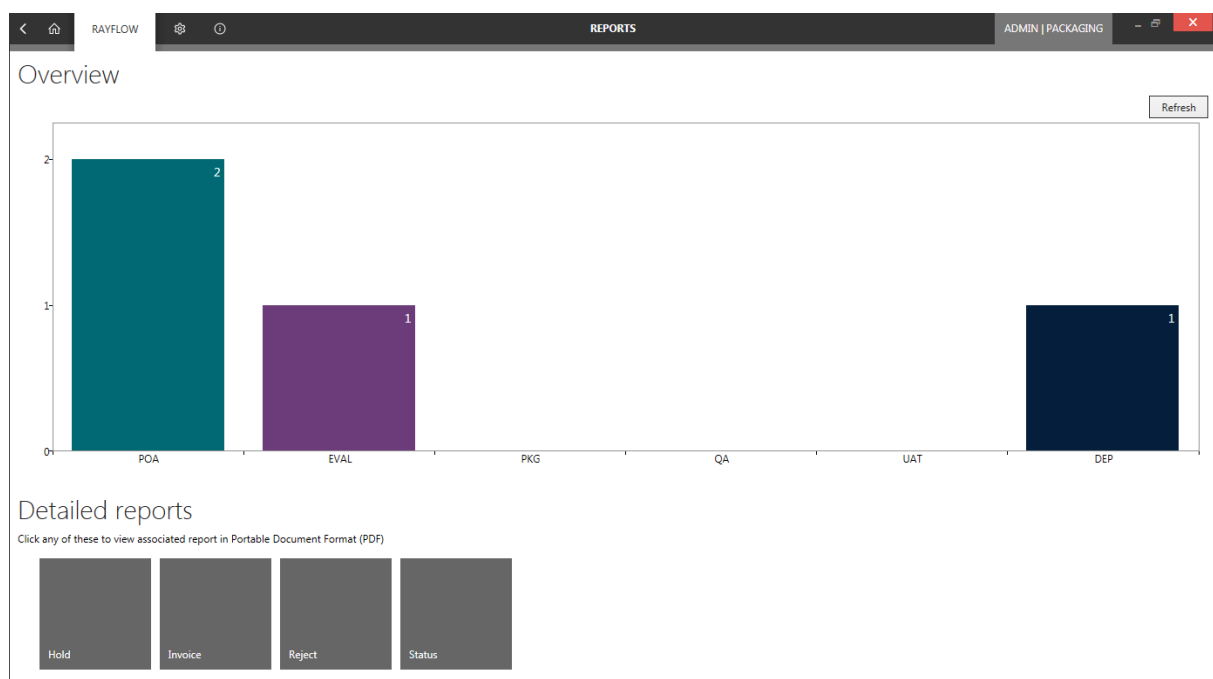 RAYFLOW
REPORTS
ADMIN | PACKAGING
Overview
Refresh
2
2
1
1
1
0
POA
EVAL
PKG
QA
UAT
DEP
Detailed reports
Click any of these to view associated report in Portable Document Format (PDF)
Hold
Invoice
Reject
Status